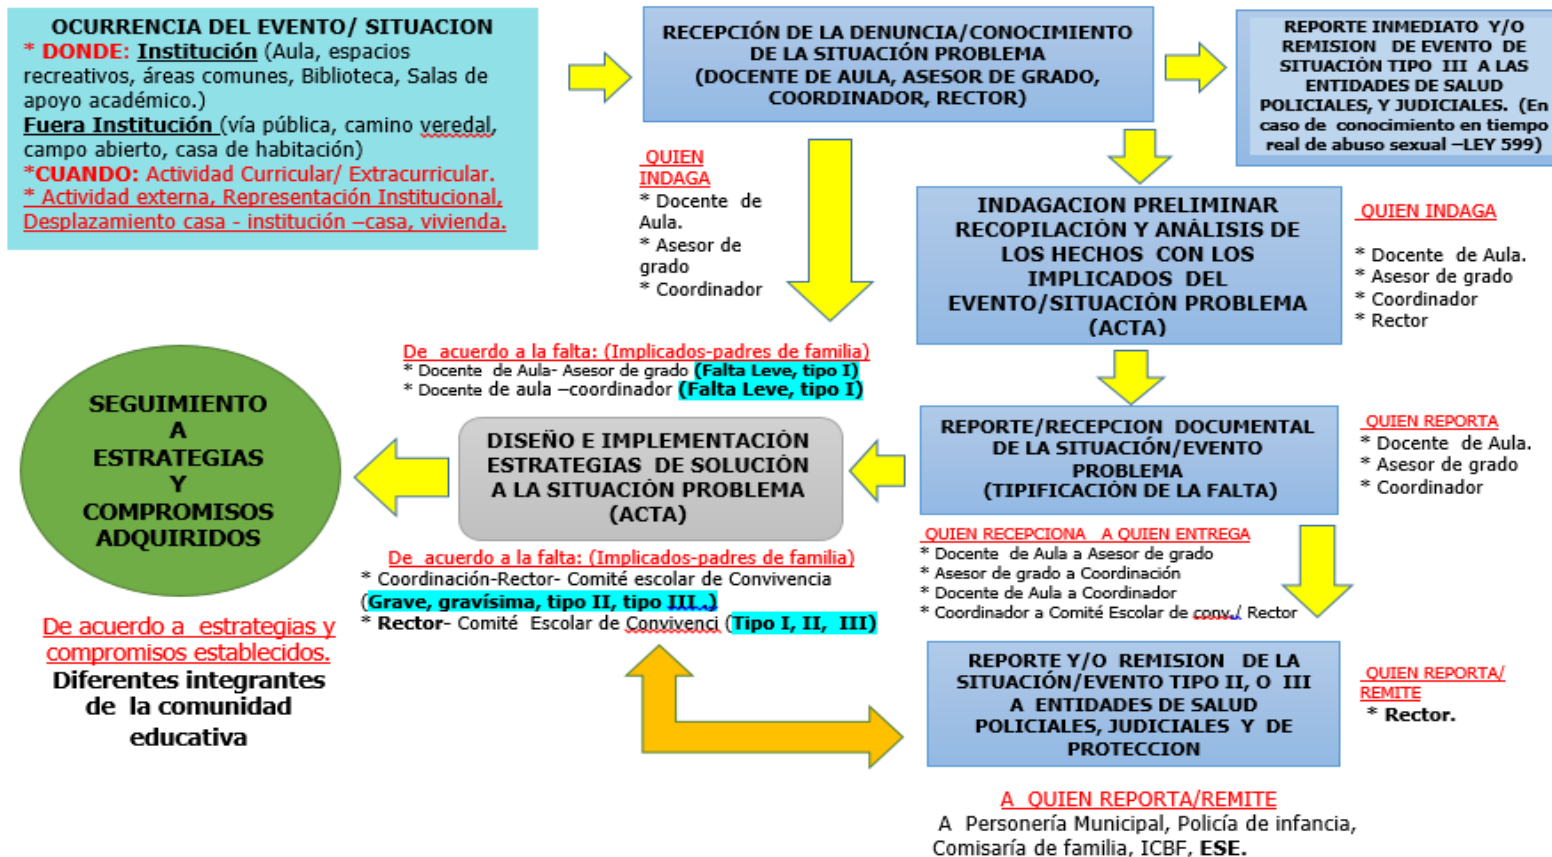 OCURRENCIA DEL EVENTO/ SITUACION
* DONDE: Institución (Aula, espacios
recreativos, áreas comunes, Biblioteca, Salas de
apoyo académico.)
Fuera Institución (vía pública, camino veredal,
campo abierto, casa de habitación)
*CUANDO: Actividad Curricular/ Extracurricular.
* Actividad externa, Representación Institucional,
Desplazamiento casa - institución –casa, vivienda.
RECEPCIÓN DE LA DENUNCIA/CONOCIMIENTO
DE LA SITUACIÓN PROBLEMA
(DOCENTE DE AULA, ASESOR DE GRADO,
COORDINADOR, RECTOR)
REPORTE INMEDIATO Y/O
REMISION DE EVENTO DE
SITUACIÓN TIPO III A LAS
ENTIDADES DE SALUD
POLICIALES, Y JUDICIALES. (En
caso de conocimiento en tiempo
real de abuso sexual –LEY 599)
QUIEN
INDAGA
* Docente de
Aula.
* Asesor de
grado
* Coordinador
INDAGACION PRELIMINAR
RECOPILACIÓN Y ANÁLISIS DE
LOS HECHOS CON LOS
IMPLICADOS DEL
EVENTO/SITUACIÓN PROBLEMA
(ACTA)
QUIEN INDAGA
* Docente de Aula.
* Asesor de grado
* Coordinador
* Rector
De acuerdo a la falta: (Implicados-padres de familia)
* Docente de Aula- Asesor de grado (Falta Leve, tipo I)
* Docente de aula –coordinador (Falta Leve, tipo I)
SEGUIMIENTO
A
ESTRATEGIAS
Y
COMPROMISOS
ADQUIRIDOS
DISEÑO E IMPLEMENTACIÓN
ESTRATEGIAS DE SOLUCIÓN
A LA SITUACIÓN PROBLEMA
(ACTA)
REPORTE/RECEPCION DOCUMENTAL
DE LA SITUACIÓN/EVENTO
PROBLEMA
(TIPIFICACIÓN DE LA FALTA)
QUIEN REPORTA
* Docente de Aula.
* Asesor de grado
* Coordinador
QUIEN RECEPCIONA A QUIEN ENTREGA
* Docente de Aula a Asesor de grado
* Asesor de grado a Coordinación
* Docente de Aula a Coordinador
* Coordinador a Comité Escolar de conv./ Rector
De acuerdo a la falta: (Implicados-padres de familia)
* Coordinación-Rector- Comité escolar de Convivencia
(Grave, gravísima, tipo II, tipo III..)
* Rector- Comité Escolar de Convivenci (Tipo I, II, III)
De acuerdo a estrategias y
compromisos establecidos.
Diferentes integrantes
de la comunidad
educativa
REPORTE Y/O REMISION DE LA
SITUACIÓN/EVENTO TIPO II, O III
A ENTIDADES DE SALUD
POLICIALES, JUDICIALES Y DE
PROTECCION
QUIEN REPORTA/
REMITE
* Rector.
A QUIEN REPORTA/REMITE
A Personería Municipal, Policía de infancia,
Comisaría de familia, ICBF, ESE.